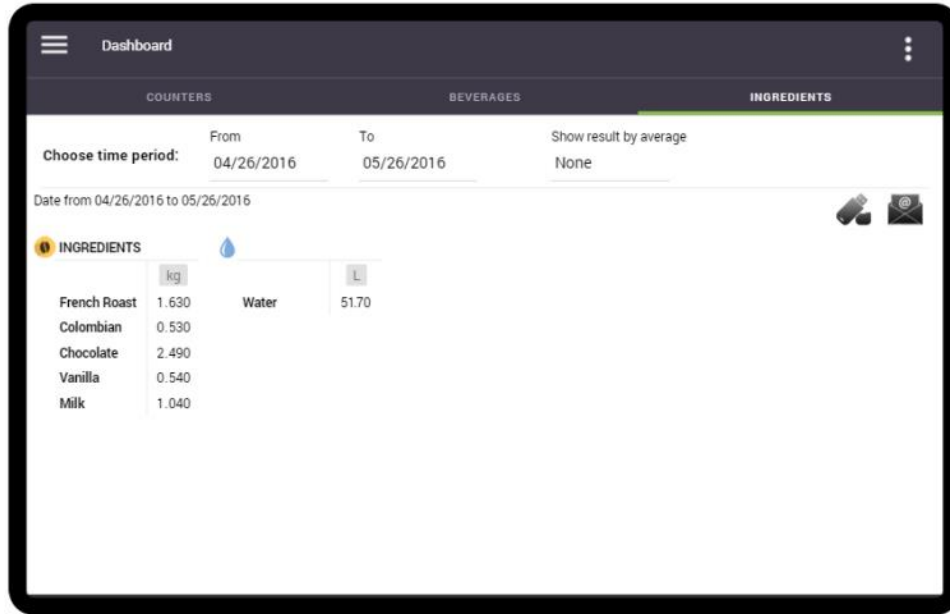 Dashboard
COUNTERS BEVERAGES INGREDIENTS
From To Show result by average
Choose time period: 04/26/2016 05/26/2016 None
Date from 04/26/2016 to 05/26/2016
@
INGREDIENTS
kg L
French Roast 1.630 Water 51.70
Colombian 0.530
Chocolate 2.490
Vanilla 0.540
Milk 1.040